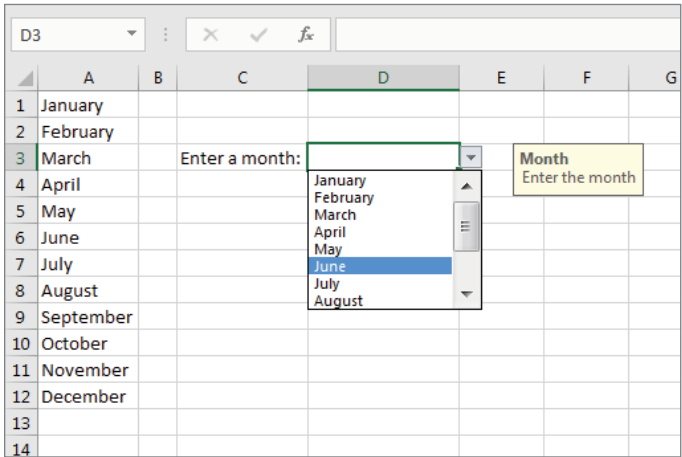 D3 fx
A B C D E F G
1 January
2 February
3 March Enter a month: Month
Enter the month
4 April January
February
5 May March
6 June April
May
7 July June
8 August July
August
9 September
10 October
11 November
12 December
13
14